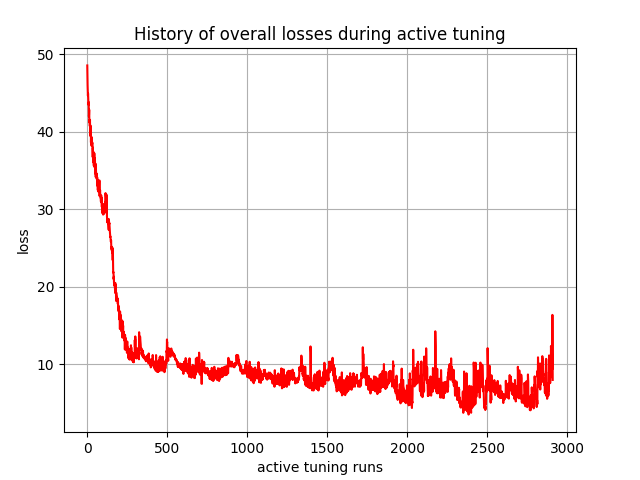 History of overall losses during active tuning
50
40
30
20
10
loss
0 500 1000 1500 2000 2500 3000
active tuning runs